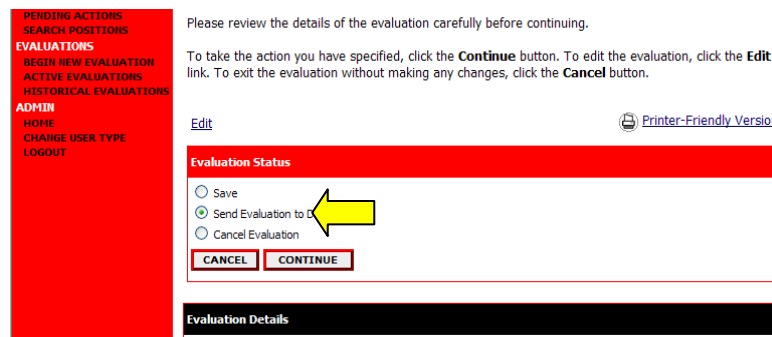 PENDING ACTIONS
SEARCH POSITIONS
EVALUATIONS
BEGIN NEW EVALUATION
ACTIVE EVALUATIONS
HISTORICAL EVALUATIONS
ADMIN
HOME
CHANGE USER TYPE
LOGOUT
Please review the details of the evaluation carefully before continuing.
To take the action you have specified, click the Continue button. To edit the evaluation, click the Edit
link. To exit the evaluation without making any changes, click the Cancel button.
Edit
Printer-Friendly Version
Evaluation Status
Save
Send Evaluation to
Cancel Evaluation
CANCEL CONTINUE
Evaluation Details